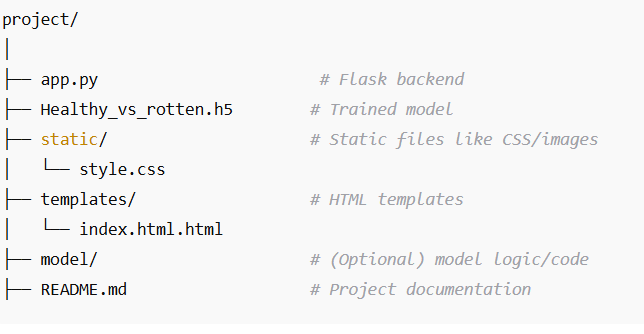 project/
│
├── app.py                       # Flask backend
├── Healthy_vs_rotten.h5        # Trained model
├── static/                     # Static files like CSS/images
│   └── style.css
├── templates/                  # HTML templates
│   └── index.html.html
├── model/                      # (Optional) model logic/code
├── README.md                   # Project documentation